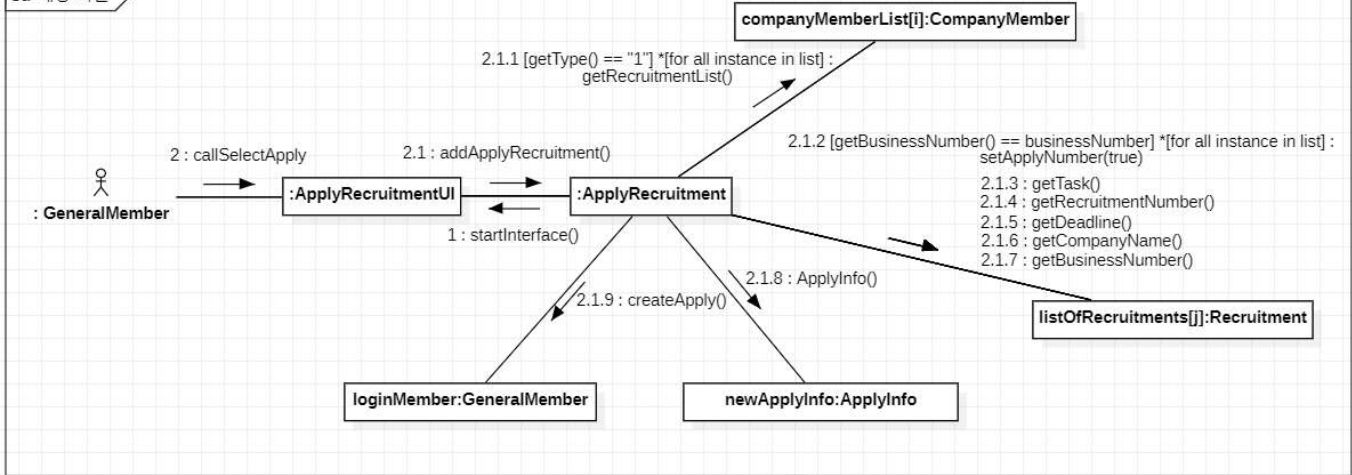 companyMemberList[i]:CompanyMember
2.1.1 [getType() == "1"] *[for all instance in list] :
getRecruitmentList()
2.1.2 [getBusinessNumber() == businessNumber] *[for all instance in list] :
setApplyNumber(true)
2 : callSelectApply
2.1 : addApplyRecruitment()
2.1.3 : getTask()
2.1.4 : getRecruitmentNumber()
2.1.5 : getDeadline()
2.1.6 : getCompanyName()
2.1.7 : getBusinessNumber()
: GeneralMember
:ApplyRecruitmentUI
:ApplyRecruitment
1 : startInterface()
2.1.8 : ApplyInfo()
2.1.9 : createApply()
listOfRecruitments[j]:Recruitment
loginMember:GeneralMember
newApplyInfo:ApplyInfo